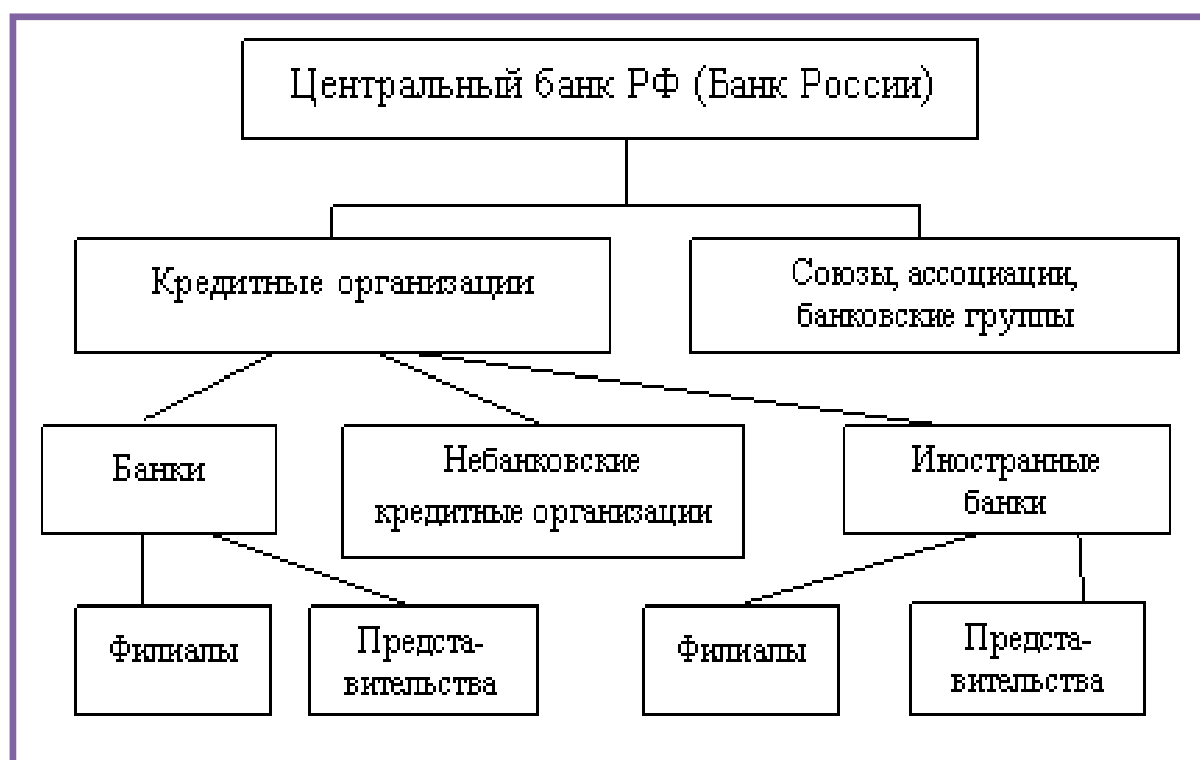 Центральный банк РФ (Банк России)
Кредитные организации
Союзы, ассоциации,
банковские группы
Банки
Небанковские
кредитные организации
Иностранные
банки
Филиалы
Предста-
вительства
Филиалы
Предста-
вительства